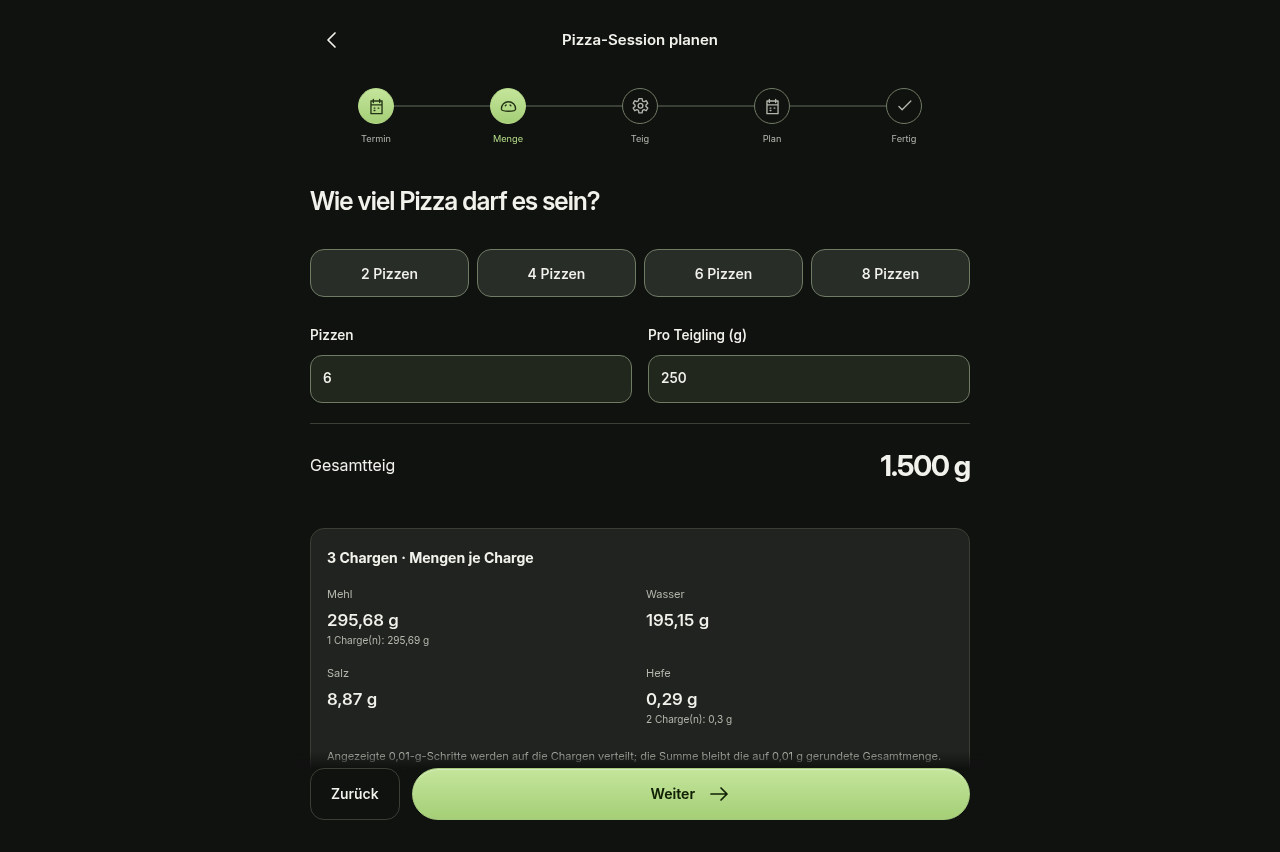 Pizza-Session planen
Termin
Menge
Teig
Plan
Fertig
Wie viel Pizza darf es sein?
2 Pizzen
4 Pizzen
6 Pizzen
8 Pizzen
Pizzen
Pro Teigling (g)
6
250
Gesamtteig
1.500 g
3 Chargen · Mengen je Charge
Mehl
Wasser
295,68 g
195,15 g
1 Charge(n): 295,69 g
Salz
Hefe
8,87 g
0,29 g
2 Charge(n): 0,3 g
Angezeigte 0,01-g-Schritte werden auf die Chargen verteilt; die Summe bleibt die auf 0,01 g gerundete Gesamtmenge.
Zurück
Weiter